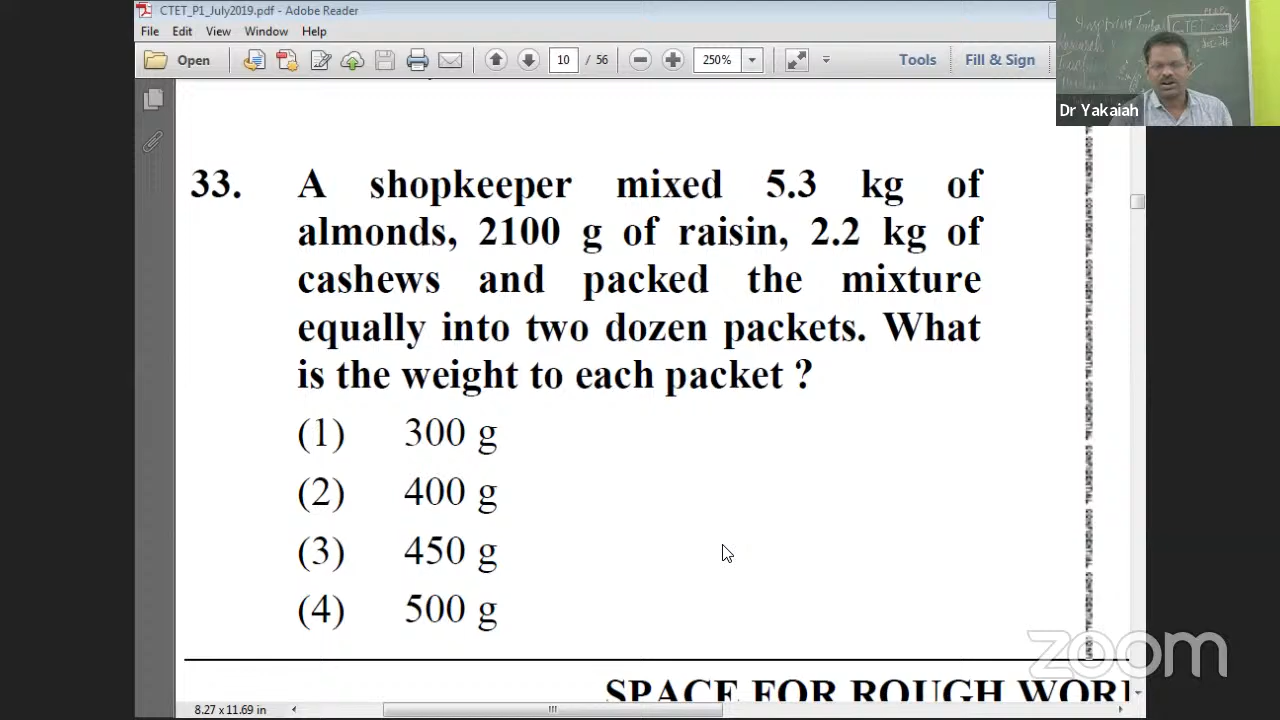 CTET_P1_July2019.pdf - Adobe Reader
File Edit View Window Help
Open 10 / 56 250% Tools Fill & Sign
CTET
Dr Yakaiah
33. A shopkeeper mixed 5.3 kg of
almonds, 2100 g of raisin, 2.2 kg of
cashews and packed the mixture
equally into two dozen packets. What
is the weight to each packet ?
(1) 300 g
(2) 400 g
(3) 450 g
(4) 500 g
zoom
SPACE FOR ROUGH WOR
8.27 x 11.69 in